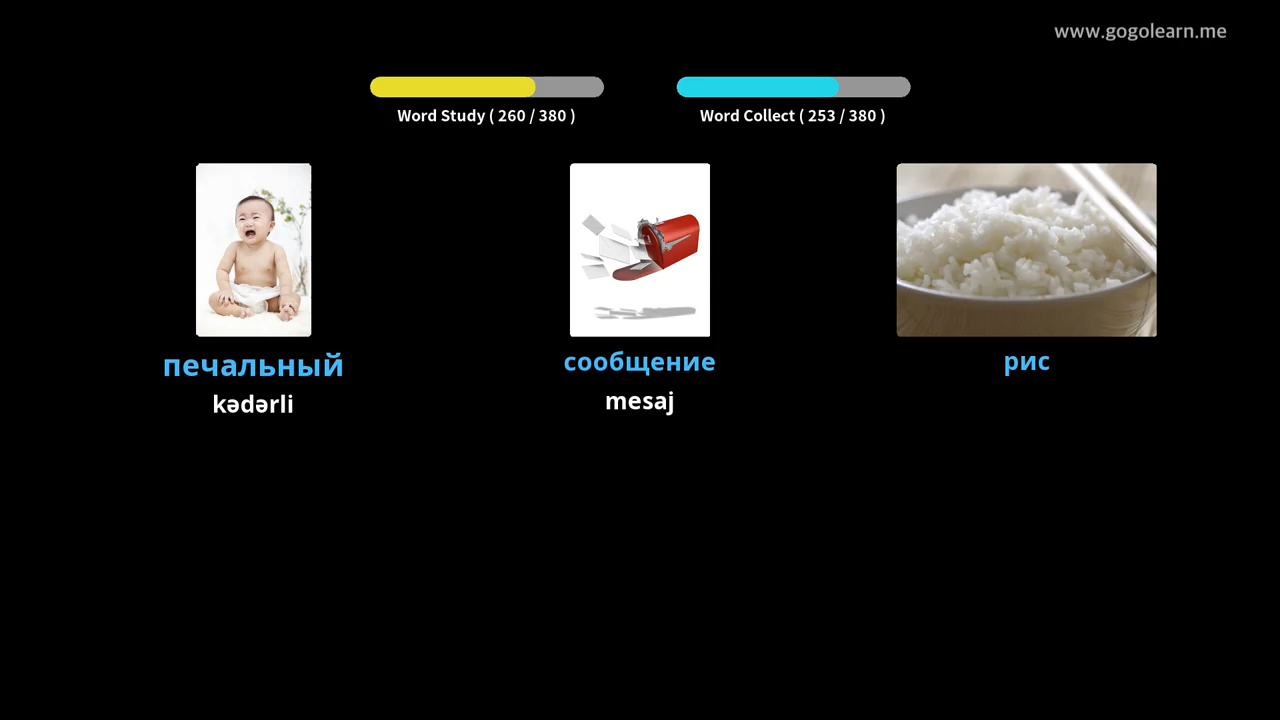 www.gogolearn.me
Word Study ( 260 / 380 )
Word Collect ( 253 / 380 )
печальный
kədərli
сообщение
mesaj
рис